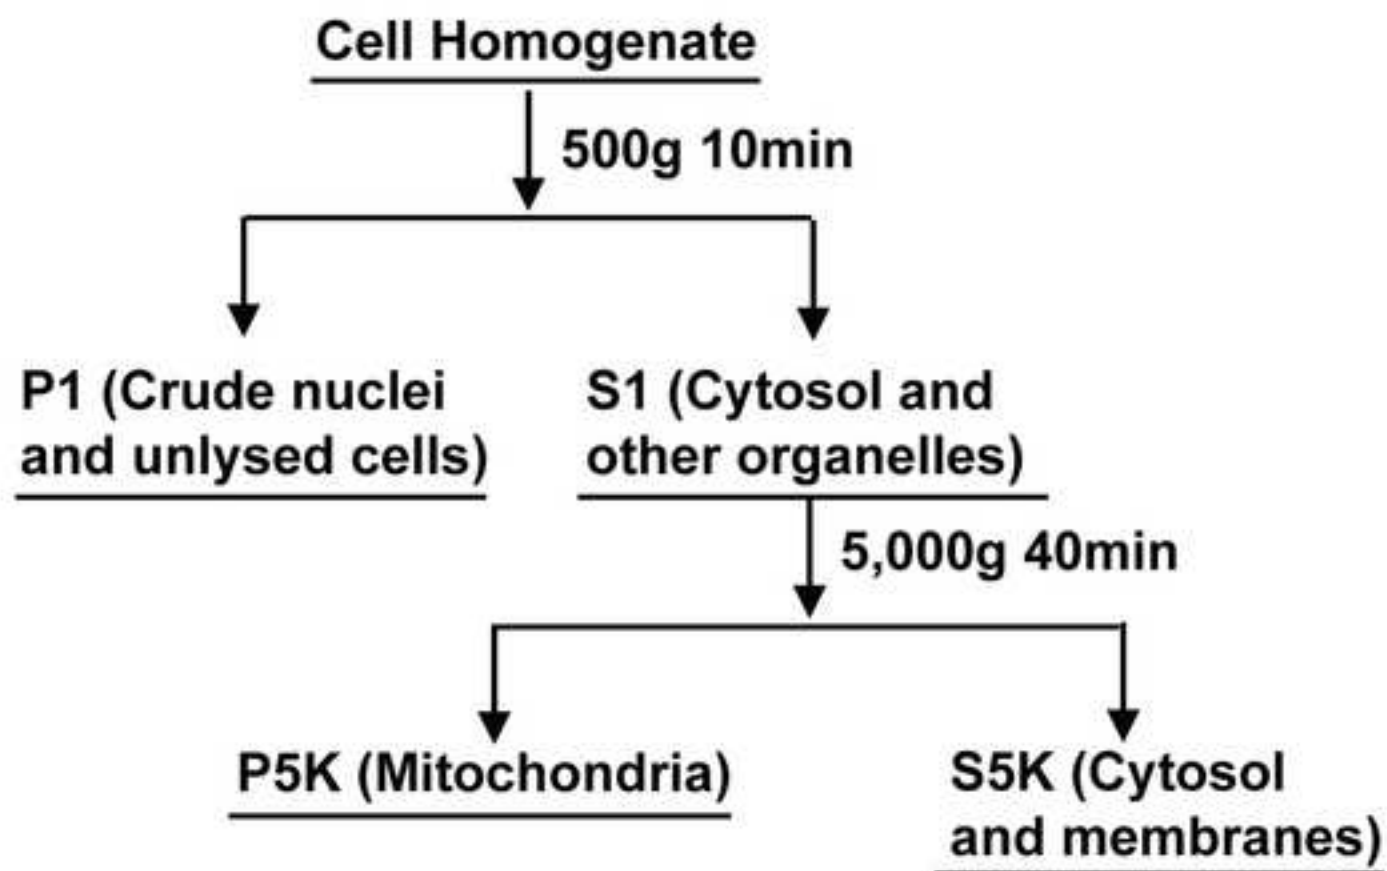 Cell Homogenate
500g 10min
P1 (Crude nuclei
and unlysed cells)
S1 (Cytosol and
other organelles)
5,000g 40min
P5K (Mitochondria)
S5K (Cytosol
and membranes)